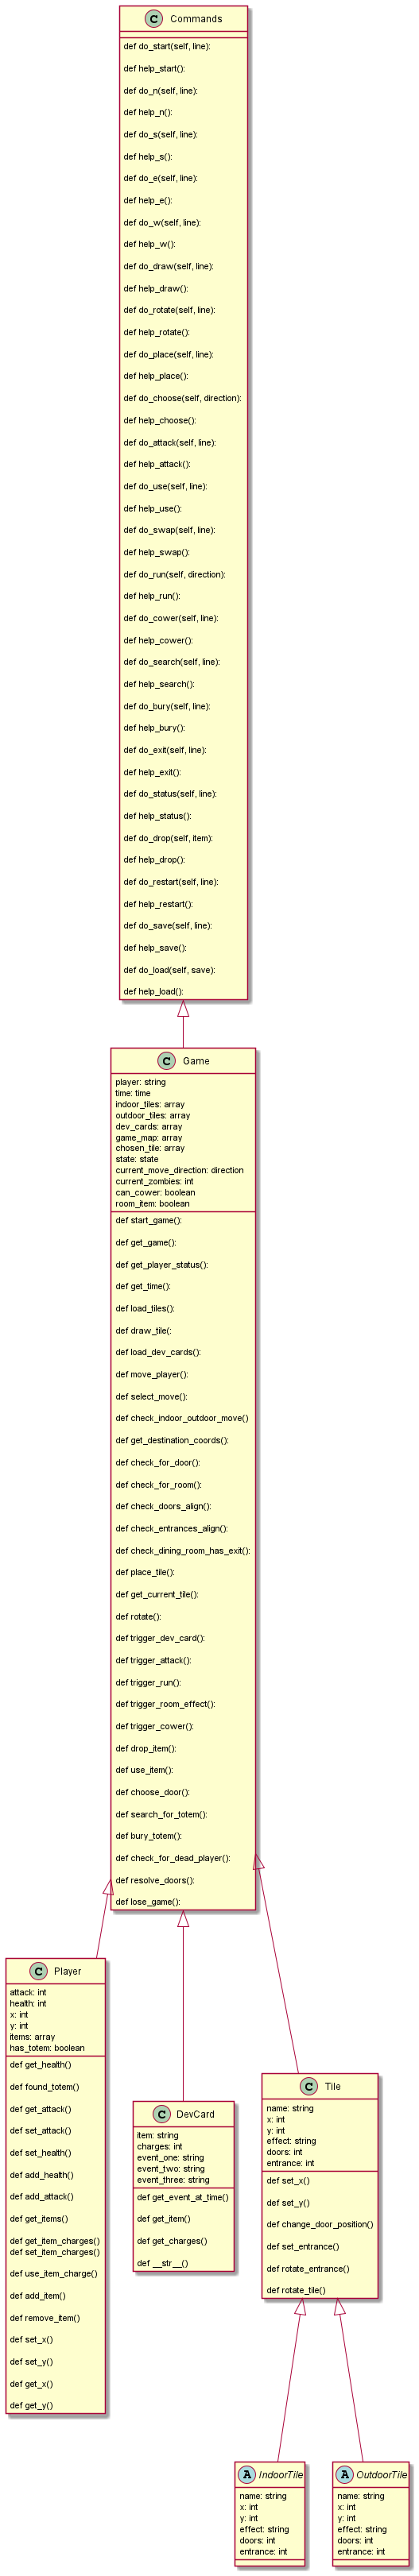 C Commands
def do_start(self, line):
def help_start():
def do_n(self, line):
def help_n():
def do_s(self, line):
def help_s():
def do_e(self, line):
def help_e():
def do_w(self, line):
def help_w():
def do_draw(self, line):
def help_draw():
def do_rotate(self, line):
def help_rotate():
def do_place(self, line):
def help_place():
def do_choose(self, direction):
def help_choose():
def do_attack(self, line):
def help_attack():
def do_use(self, line):
def help_use():
def do_swap(self, line):
def help_swap():
def do_run(self, direction):
def help_run():
def do_cower(self, line):
def help_cower():
def do_search(self, line):
def help_search():
def do_bury(self, line):
def help_bury():
def do_exit(self, line):
def help_exit():
def do_status(self, line):
def help_status():
def do_drop(self, item):
def help_drop():
def do_restart(self, line):
def help_restart():
def do_save(self, line):
def help_save():
def do_load(self, save):
def help_load():
C Game
player: string
time: time
indoor_tiles: array
outdoor_tiles: array
dev_cards: array
game_map: array
chosen_tile: array
state: state
current_move_direction: direction
current_zombies: int
can_cower: boolean
room_item: boolean
def start_game():
def get_game():
def get_player_status():
def get_time():
def load_tiles():
def draw_tile(:
def load_dev_cards():
def move_player():
def select_move():
def check_indoor_outdoor_move()
def get_destination_coords():
def check_for_door():
def check_for_room():
def check_doors_align():
def check_entrances_align():
def check_dining_room_has_exit():
def place_tile():
def get_current_tile():
def rotate():
def trigger_dev_card():
def trigger_attack():
def trigger_run():
def trigger_room_effect():
def trigger_cower():
def drop_item():
def use_item():
def choose_door():
def search_for_totem():
def bury_totem():
def check_for_dead_player():
def resolve_doors():
def lose_game():
C Player
attack: int
health: int
x: int
y: int
items: array
has_totem: boolean
def get_health()
def found_totem()
def get_attack()
def set_attack()
def set_health()
def add_health()
def add_attack()
def get_items()
def get_item_charges()
def set_item_charges()
def use_item_charge()
def add_item()
def remove_item()
def set_x()
def set_y()
def get_x()
def get_y()
C DevCard
item: string
charges: int
event_one: string
event_two: string
event_three: string
def get_event_at_time()
def get_item()
def get_charges()
def __str__()
C Tile
name: string
x: int
y: int
effect: string
doors: int
entrance: int
def set_x()
def set_y()
def change_door_position()
def set_entrance()
def rotate_entrance()
def rotate_tile()
A IndoorTile
name: string
x: int
y: int
effect: string
doors: int
entrance: int
A OutdoorTile
name: string
x: int
y: int
effect: string
doors: int
entrance: int